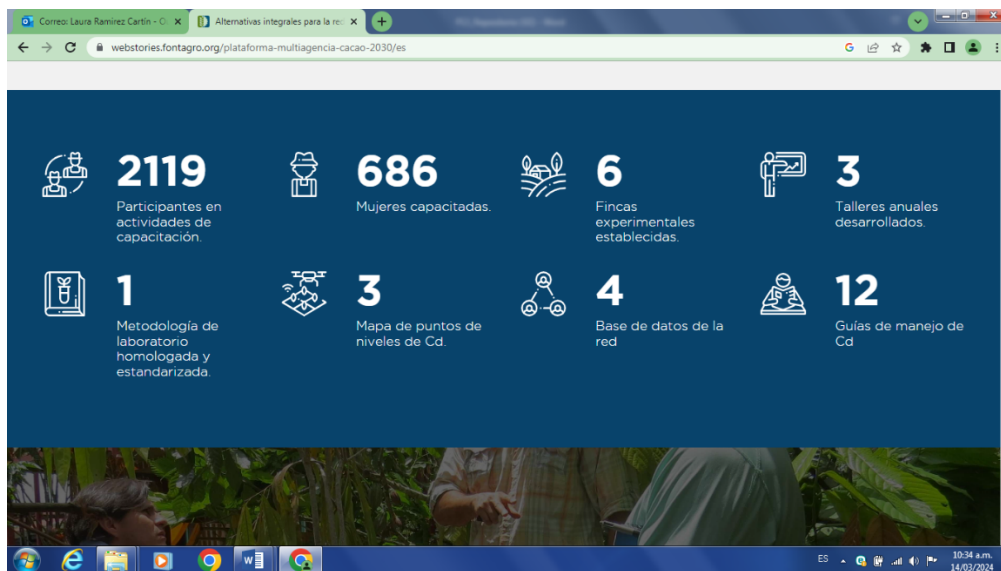 Correo: Laura Ramirez Cartín - O
Alternativas integrales para la re
webstories.fontagro.org/plataforma-multiagencia-cacao-2030/es
2119
Participantes en
actividades de
capacitación.
686
Mujeres capacitadas.
6
Fincas
experimentales
establecidas.
3
Talleres anuales
desarrollados.
1
Metodología de
laboratorio
homologada y
estandarizada.
3
Mapa de puntos de
niveles de Cd.
4
Base de datos de la
red
12
Guías de manejo de
Cd
ES
10:34 a.m.
14/03/2024